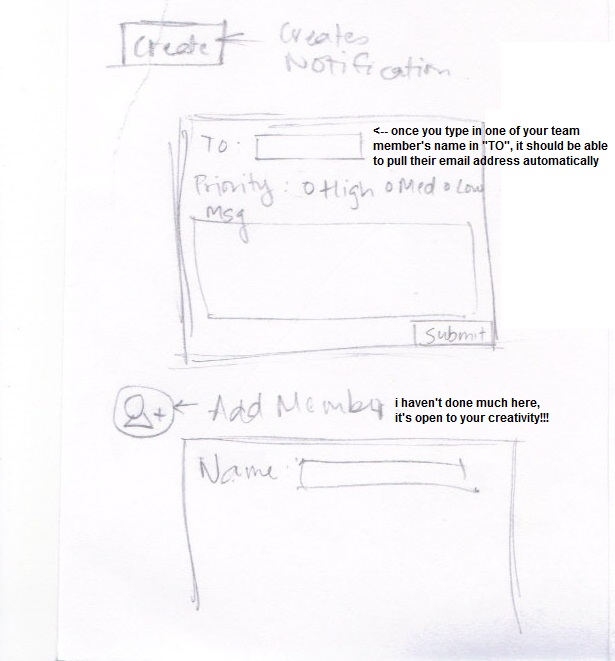 Create ← Creates
Notification
To:
<-- once you type in one of your team
member's name in "TO", it should be able
to pull their email address automatically
Priority: o High o Med o Low
Msg
Submit
← Add Member
i haven't done much here,
it's open to your creativity!!!
Name: